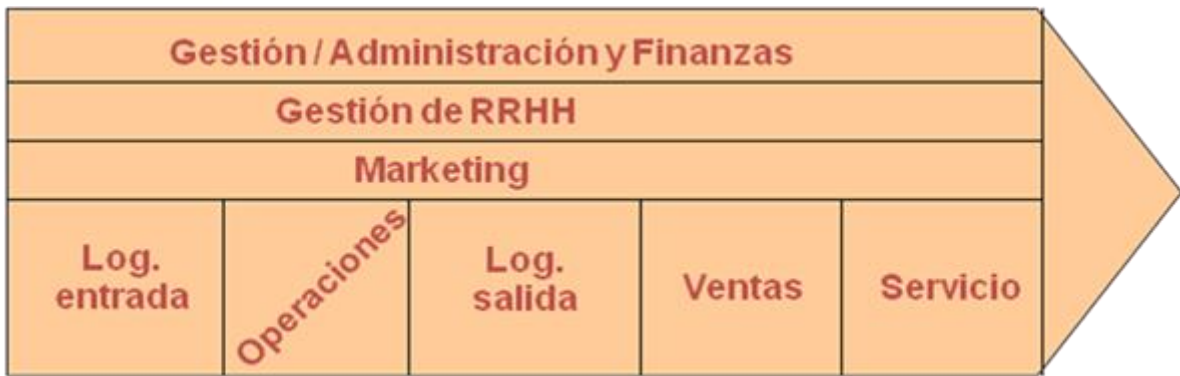 Gestión / Administración y Finanzas
Gestión de RRHH
Marketing
Log.
entrada
Operaciones
Log.
salida
Ventas
Servicio